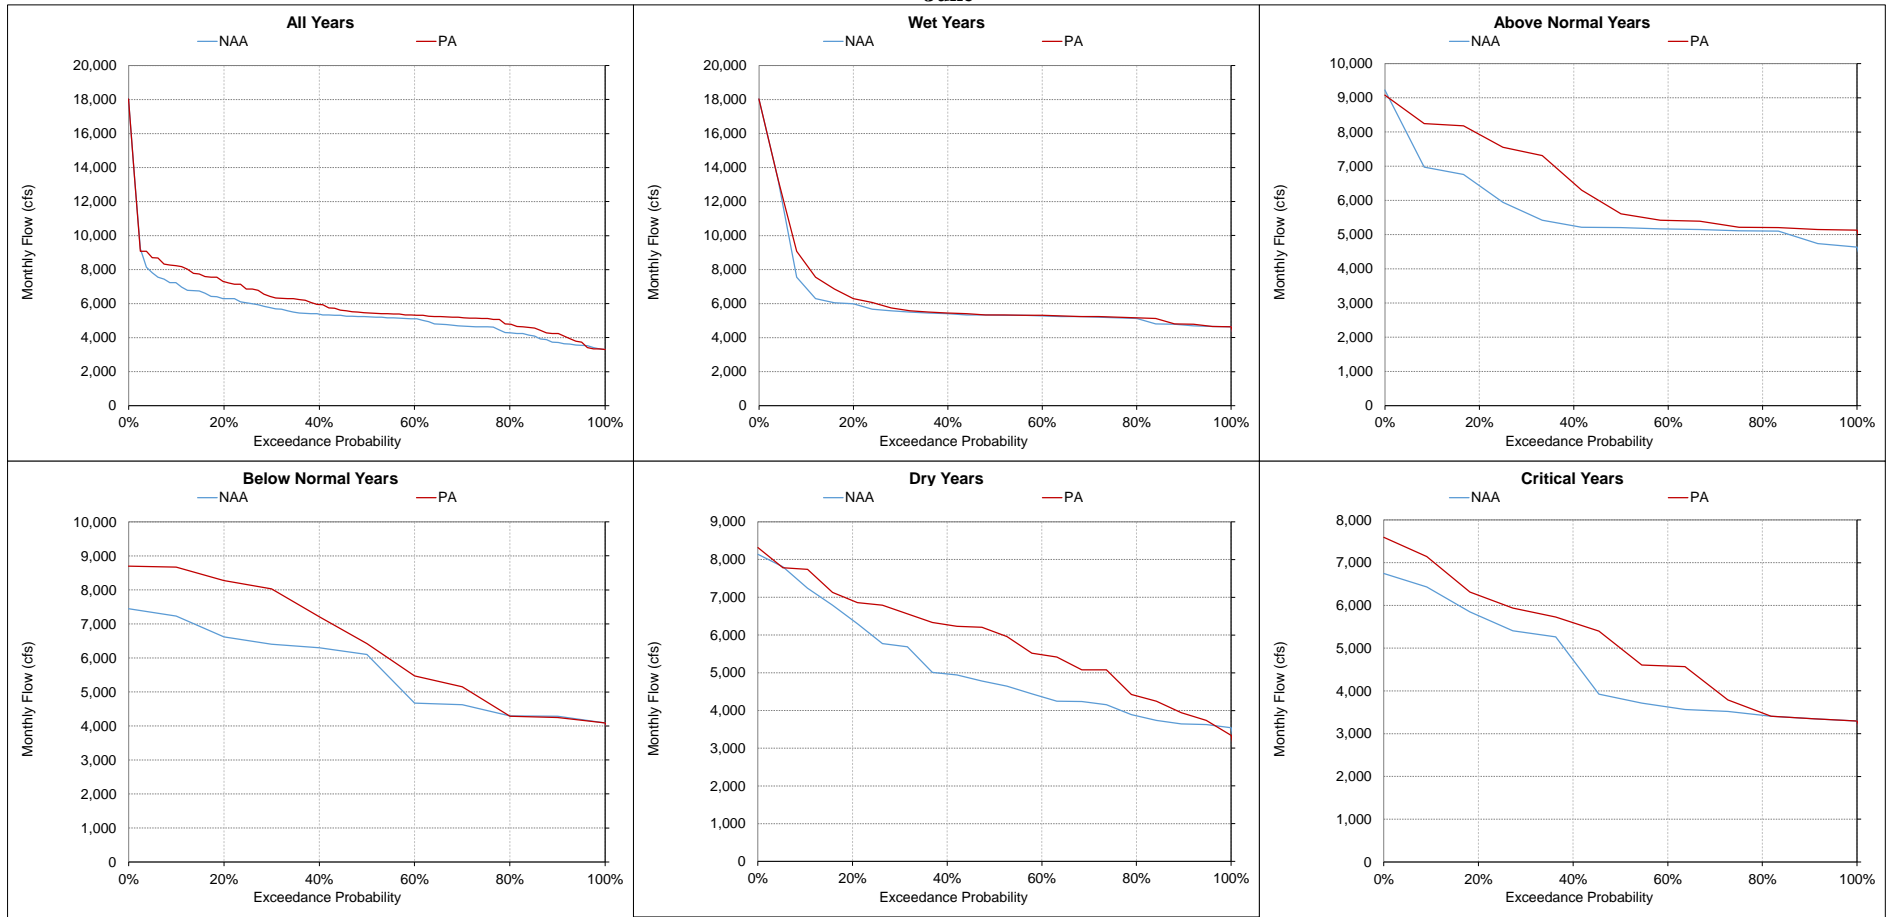 All Years
NAA PA
20,000
18,000
16,000
14,000
12,000
10,000
8,000
6,000
4,000
2,000
0
Monthly Flow (cfs)
0% 20% 40% 60% 80% 100%
Exceedance Probability
Wet Years
NAA PA
20,000
18,000
16,000
14,000
12,000
10,000
8,000
6,000
4,000
2,000
0
Monthly Flow (cfs)
0% 20% 40% 60% 80% 100%
Exceedance Probability
Above Normal Years
NAA PA
10,000
9,000
8,000
7,000
6,000
5,000
4,000
3,000
2,000
1,000
0
Monthly Flow (cfs)
0% 20% 40% 60% 80% 100%
Exceedance Probability
Below Normal Years
NAA PA
10,000
9,000
8,000
7,000
6,000
5,000
4,000
3,000
2,000
1,000
0
Monthly Flow (cfs)
0% 20% 40% 60% 80% 100%
Exceedance Probability
Dry Years
NAA PA
9,000
8,000
7,000
6,000
5,000
4,000
3,000
2,000
1,000
0
Monthly Flow (cfs)
0% 20% 40% 60% 80% 100%
Exceedance Probability
Critical Years
NAA PA
8,000
7,000
6,000
5,000
4,000
3,000
2,000
1,000
0
Monthly Flow (cfs)
0% 20% 40% 60% 80% 100%
Exceedance Probability